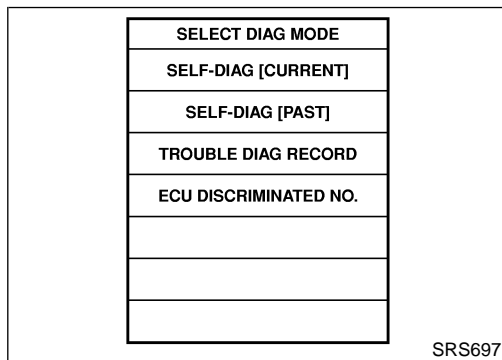 SELECT DIAG MODE
SELF-DIAG [CURRENT]
SELF-DIAG [PAST]
TROUBLE DIAG RECORD
ECU DISCRIMINATED NO.
SRS697